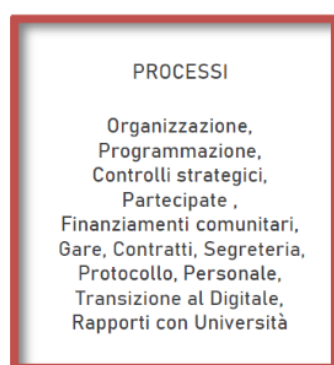 PROCESSI
Organizzazione,
Programmazione,
Controlli strategici,
Partecipate ,
Finanziamenti comunitari,
Gare, Contratti, Segreteria,
Protocollo, Personale,
Transizione al Digitale,
Rapporti con Università